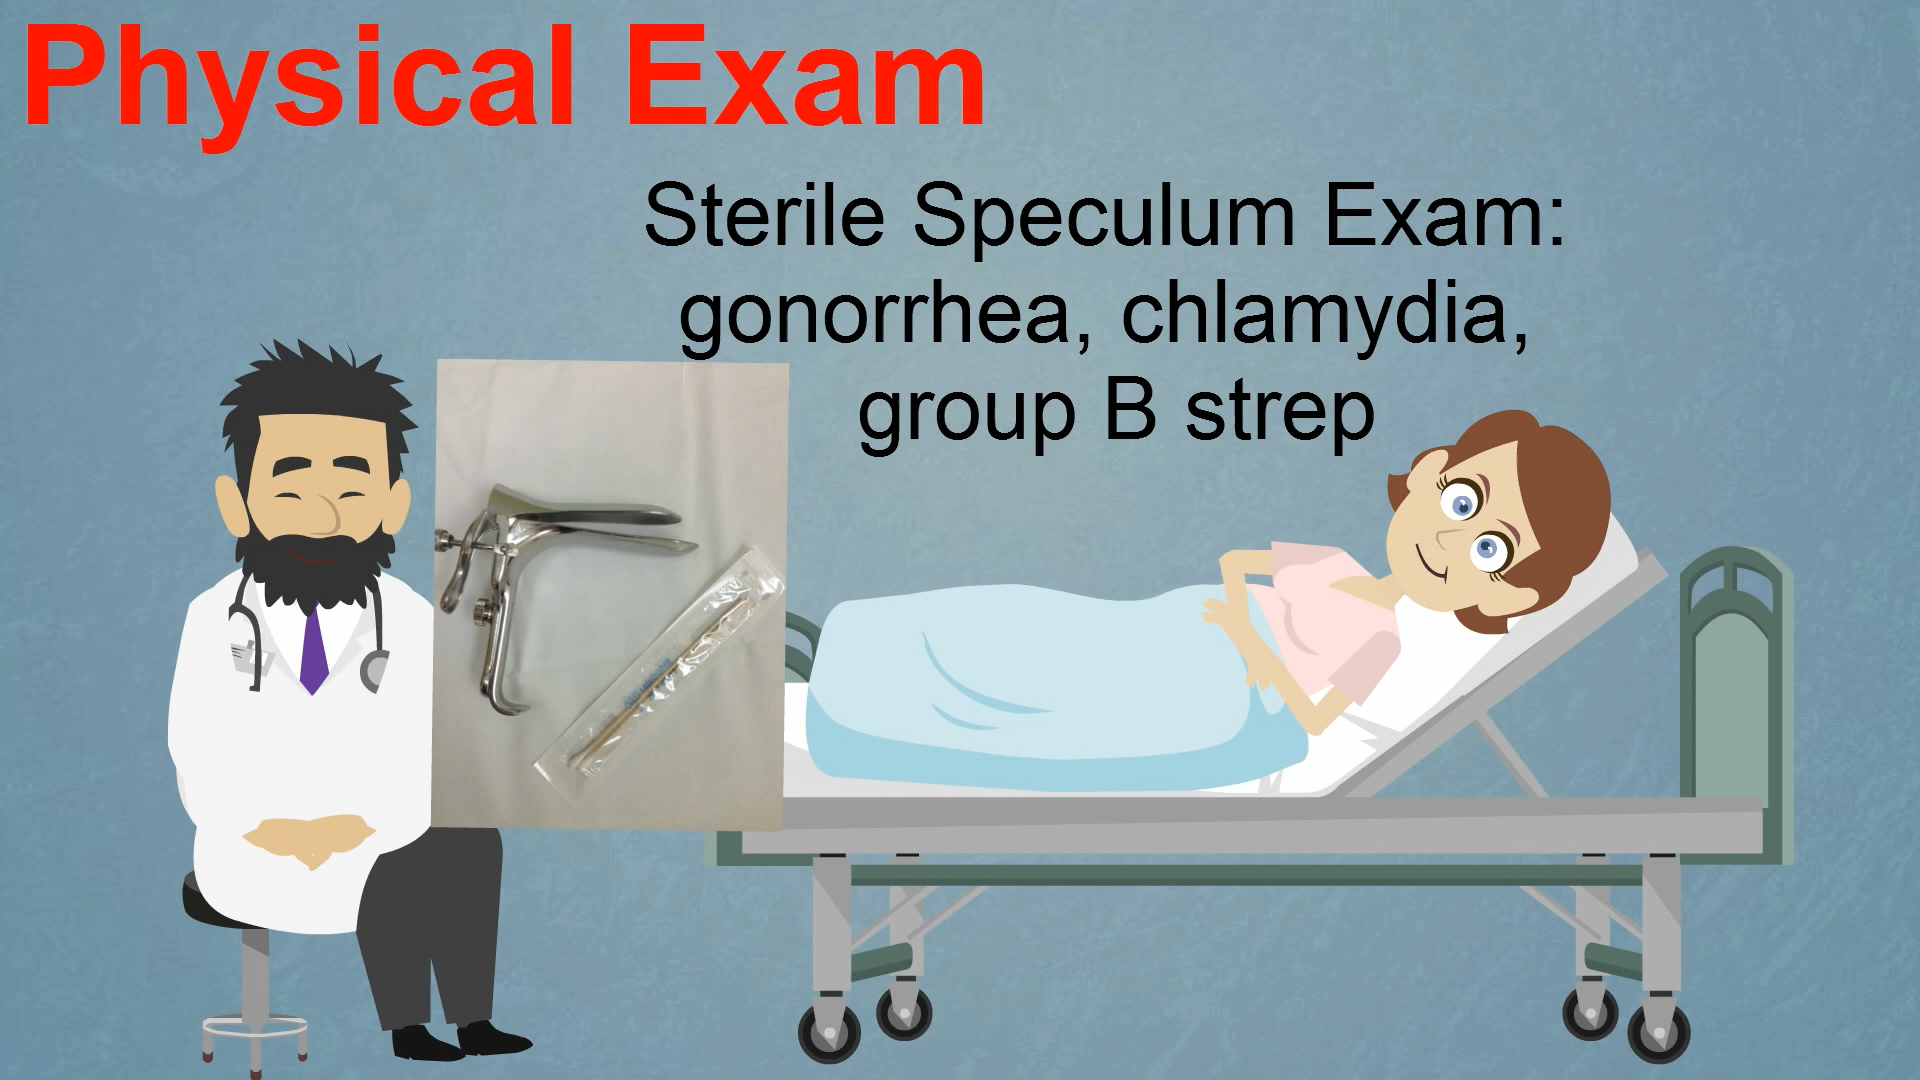 Physical Exam
Sterile Speculum Exam:
gonorrhea, chlamydia,
group B strep